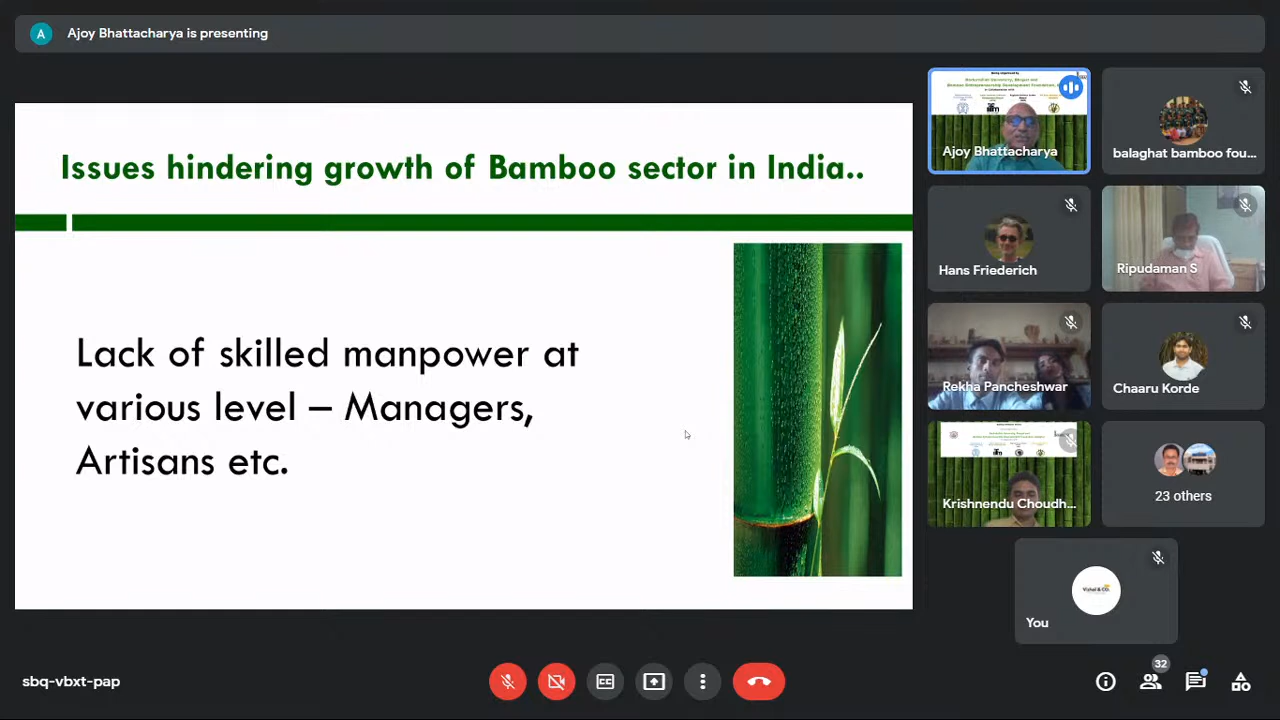 A
Ajoy Bhattacharya is presenting
Issues hindering growth of Bamboo sector in India..
Lack of skilled manpower at
various level – Managers,
Artisans etc.
Ajoy Bhattacharya
balaghat bamboo fou...
Hans Friederich
Ripudaman S
Rekha Pancheshwar
Chaaru Korde
Krishnendu Choudh...
23 others
You
sbq-vbxt-pap
CC
32